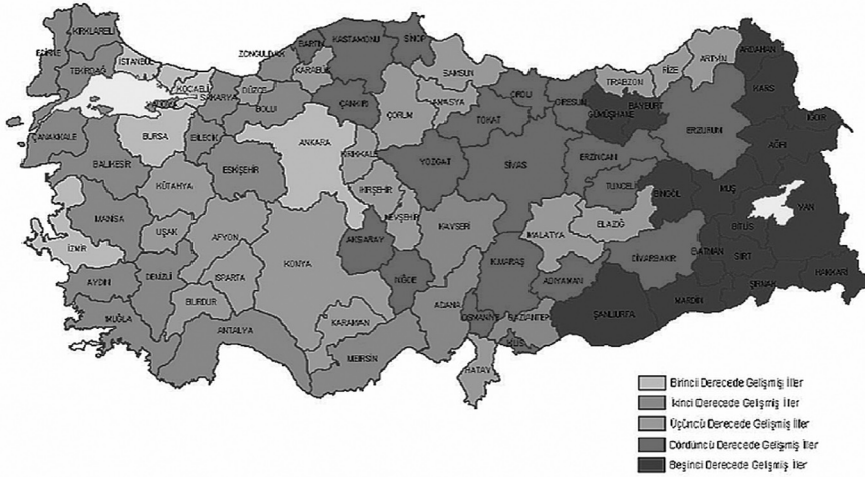 KIRKLARELİ
EDİRNE
TEKİRDAĞ
İSTANBUL
KOCAELİ
SAKARYA
DÜZCE
BOLU
ZONGULDAK
BARTIN
KARABÜK
KASTAMONU
SİNOP
ÇANKIRI
ÇORUM
SAMSUN
AMASYA
TOKAT
ORDU
GİRESUN
TRABZON
RİZE
ARTVİN
ARDAHAN
KARS
IĞDIR
GÜMÜŞHANE
BAYBURT
ERZURUM
AĞRI
ÇANAKKALE
BURSA
BİLECİK
BALIKESİR
KÜTAHYA
ESKİŞEHİR
ANKARA
KIRIKKALE
KIRŞEHİR
YOZGAT
SİVAS
ERZİNCAN
TUNCELİ
BİNGÖL
MUŞ
VAN
BİTLİS
MANİSA
İZMİR
UŞAK
AFYON
KONYA
AKSARAY
NEVŞEHİR
KAYSERİ
MALATYA
ELAZIĞ
DİYARBAKIR
BATMAN
SİİRT
ŞIRNAK
HAKKARİ
AYDIN
DENİZLİ
ISPARTA
BURDUR
MUĞLA
ANTALYA
KARAMAN
MERSİN
NİĞDE
ADANA
K.MARAŞ
ADIYAMAN
OSMANİYE
GAZİANTEP
ŞANLIURFA
MARDİN
HATAY
Birincil Derecede Gelişmiş İller
İkinci Derecede Gelişmiş İller
Üçüncü Derecede Gelişmiş İller
Dördüncü Derecede Gelişmiş İller
Beşinci Derecede Gelişmiş İller